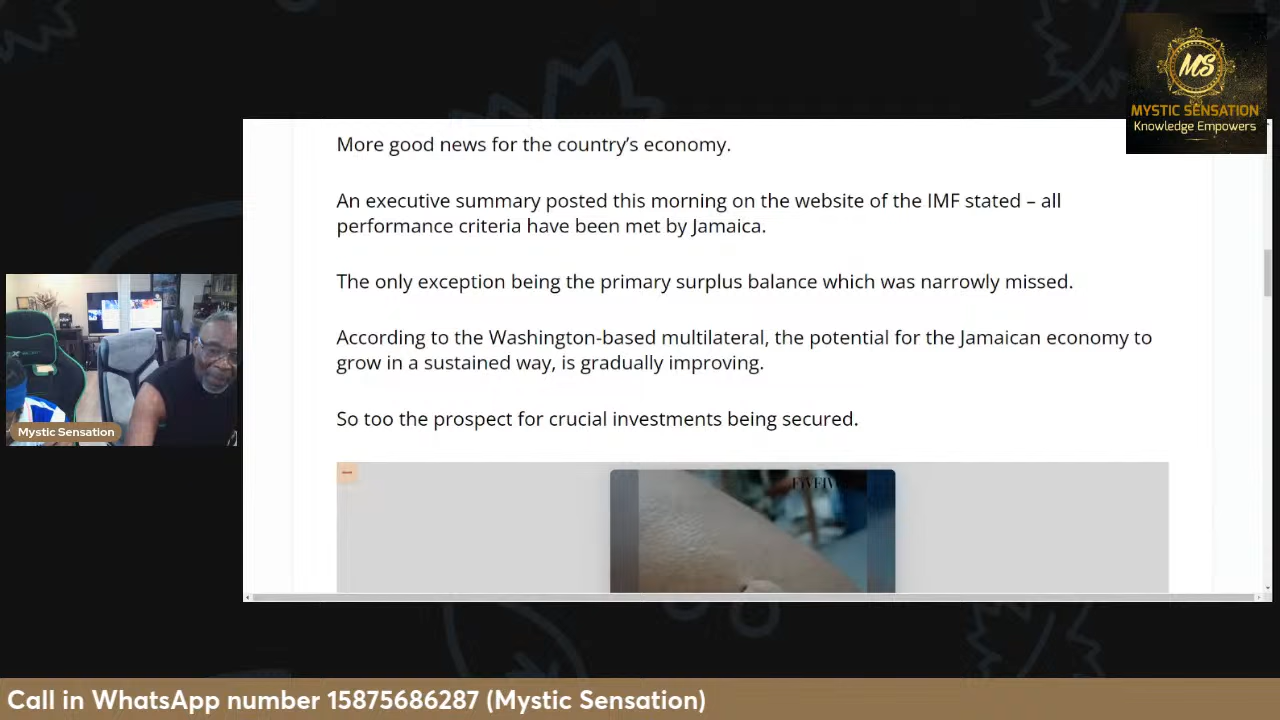 MS
MYSTIC SENSATION
Knowledge Empowers
More good news for the country’s economy.
An executive summary posted this morning on the website of the IMF stated – all
performance criteria have been met by Jamaica.
The only exception being the primary surplus balance which was narrowly missed.
According to the Washington-based multilateral, the potential for the Jamaican economy to
grow in a sustained way, is gradually improving.
So too the prospect for crucial investments being secured.
Mystic Sensation
Call in WhatsApp number 15875686287 (Mystic Sensation)